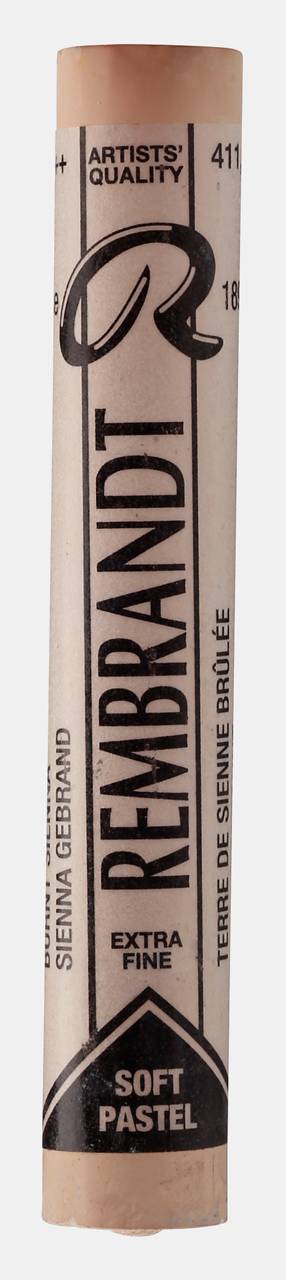 ARTISTS'
QUALITY
REMBRANDT
EXTRA
FINE
SOFT
PASTEL
411
TERRE DE SIENNE BRÛLÉE
SIENNA GEBRAND